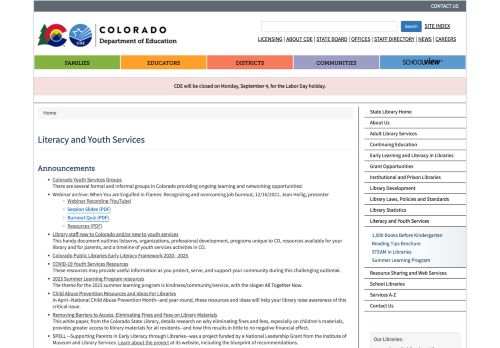 CONTACT US
COLORADO
Department of Education
CDE
Search
SITE INDEX
LICENSING | ABOUT CDE | STATE BOARD | OFFICES | STAFF DIRECTORY | NEWS | CAREERS
FAMILIES
EDUCATORS
DISTRICTS
COMMUNITIES
SCHOOLVIEW
CDE will be closed on Monday, September 4, for the Labor Day holiday.
Home
Literacy and Youth Services
Announcements
Colorado Youth Services Groups
There are several formal and informal groups in Colorado providing ongoing learning and networking opportunities!
Webinar archive: When You are Engulfed in Flames: Recognizing and overcoming job burnout, 12/16/2021, Jean Heilig, presenter
Webinar Recording (YouTube)
Session Slides (PDF)
Burnout Quiz (PDF)
Resources (PDF)
Library staff new to Colorado and/or new to youth services
This handy document outlines listservs, organizations, professional development, programs unique to CO, resources available for
your library and for parents, and a timeline of youth services activities in CO.
Colorado Public Libraries Early Literacy Framework 2020 - 2025
COVID-19 Youth Services Resources
These resources may provide useful information as you protect, serve, and support your community during this challenging outbreak.
2023 Summer Learning Program resources
The theme for the 2023 summer learning program is kindness/community/service, with the slogan All Together Now.
Child Abuse Prevention Resources and Ideas For Libraries
In April--National Child Abuse Prevention Month--and year-round, these resources and ideas will help your library raise awareness of this
critical issue.
Removing Barriers to Access: Eliminating Fines and Fees on Library Materials
This white paper, from the Colorado State Library, details research on why eliminating fines and fees, especially on children's materials,
provides greater access to library materials for all residents--and how this results in little to no negative financial effect.
SPELL --Supporting Parents in Early Literacy through Libraries--was a project funded by a National Leadership Grant from the Institute of
Museum and Library Services. Learn about the project at its website, including the blueprint of recommendations.
State Library Home
About Us
Adult Library Services
Continuing Education
Early Learning and Literacy in Libraries
Grant Opportunities
Institutional and Prison Libraries
Library Development
Library Laws, Policies and Standards
Library Statistics
Literacy and Youth Services
1,000 Books Before Kindergarten
Reading Tips Brochure
STEAM in Libraries
Summer Learning Program
Resource Sharing and Web Services
School Libraries
Services A-Z
Contact Us
Our Libraries: